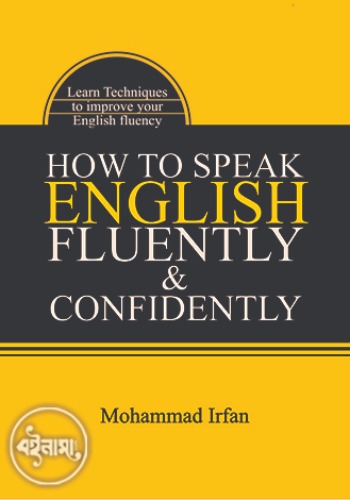 Learn Techniques
to improve your
English fluency
HOW TO SPEAK
ENGLISH
FLUENTLY
&
CONFIDENTLY
Mohammad Irfan
বইনামা